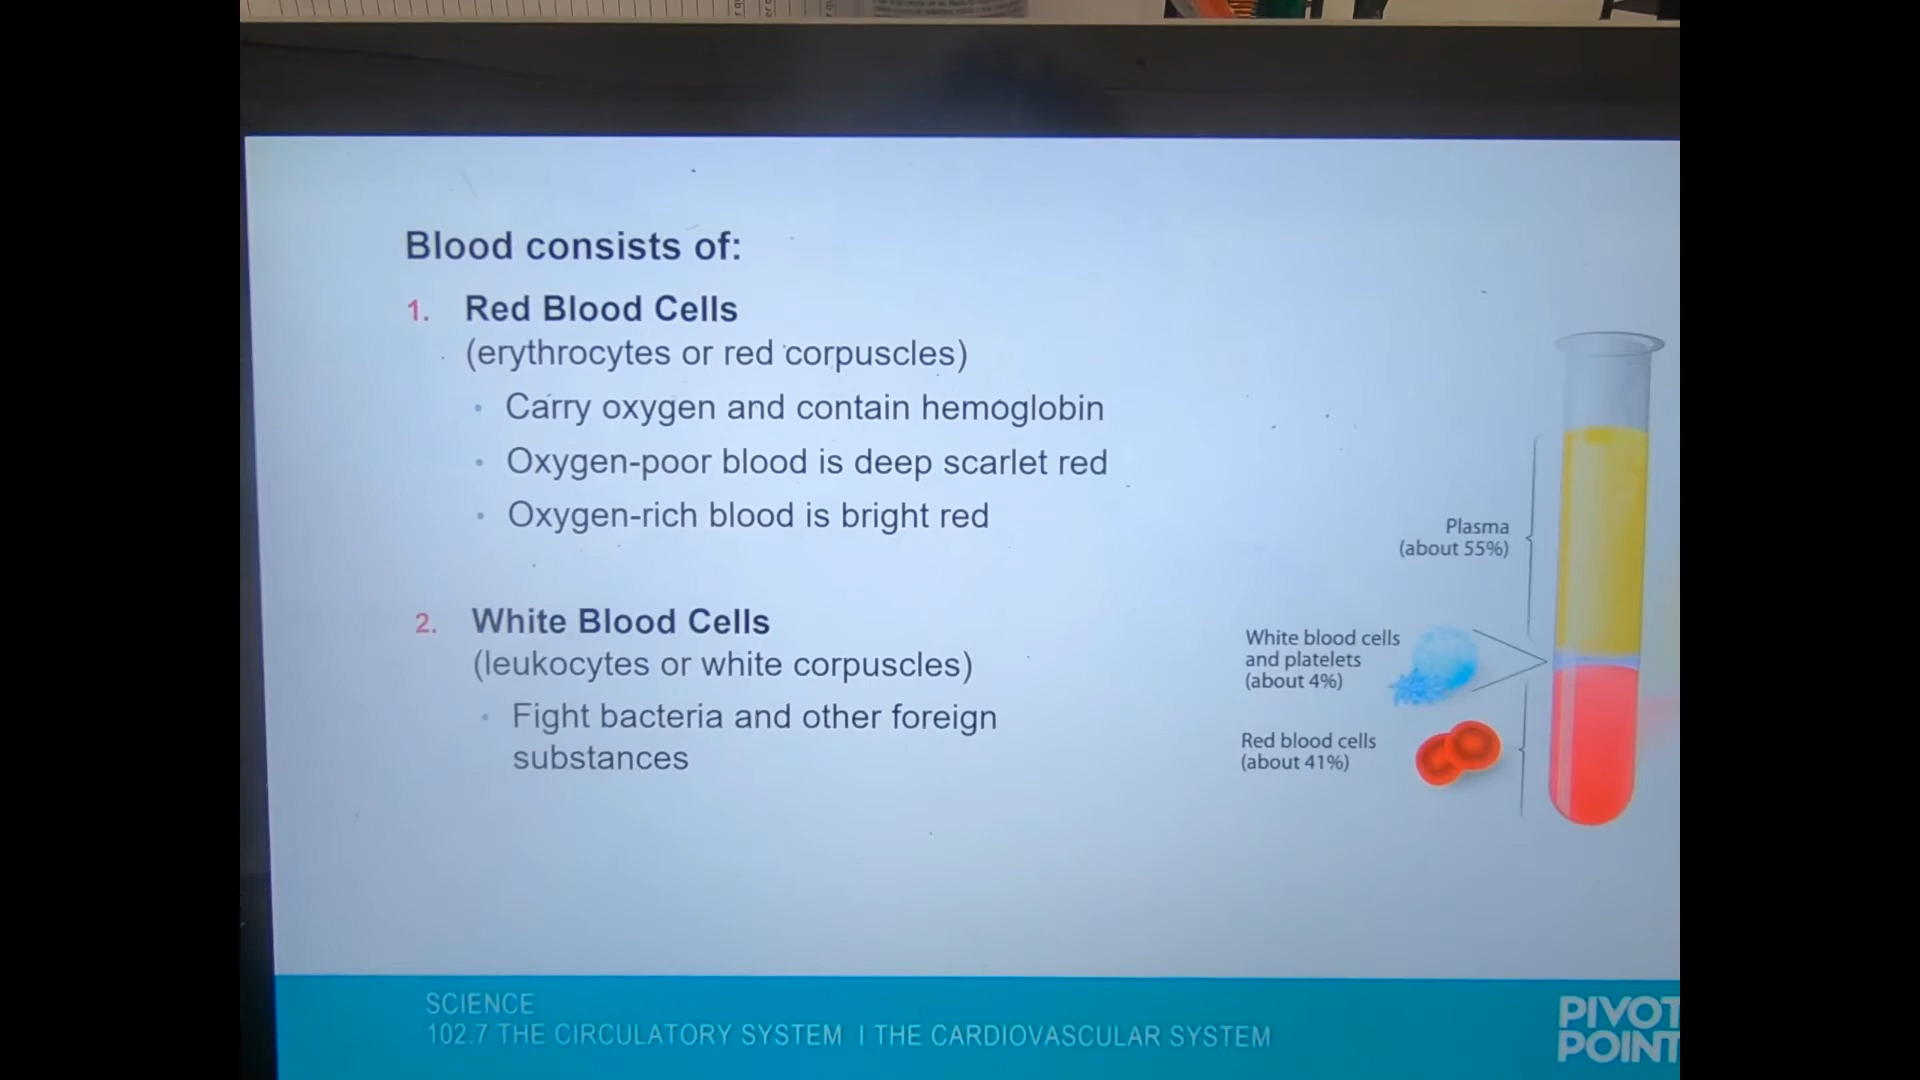 Blood consists of:
1. Red Blood Cells
(erythrocytes or red corpuscles)
• Carry oxygen and contain hemoglobin
• Oxygen-poor blood is deep scarlet red
• Oxygen-rich blood is bright red
2. White Blood Cells
(leukocytes or white corpuscles)
• Fight bacteria and other foreign
substances
Plasma
(about 55%)
White blood cells
and platelets
(about 4%)
Red blood cells
(about 41%)
SCIENCE
102.7 THE CIRCULATORY SYSTEM | THE CARDIOVASCULAR SYSTEM
PIVOT
POINT